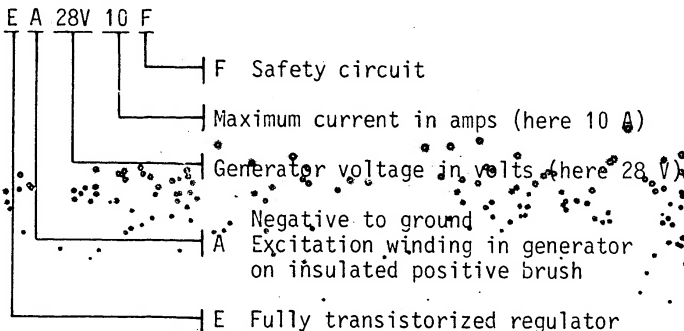 E A 28V 10 F
F Safety circuit
Maximum current in amps (here 10 A)
Generator voltage in volts (here 28 V)
Negative to ground
A Excitation winding in generator
on insulated positive brush
E Fully transistorized regulator